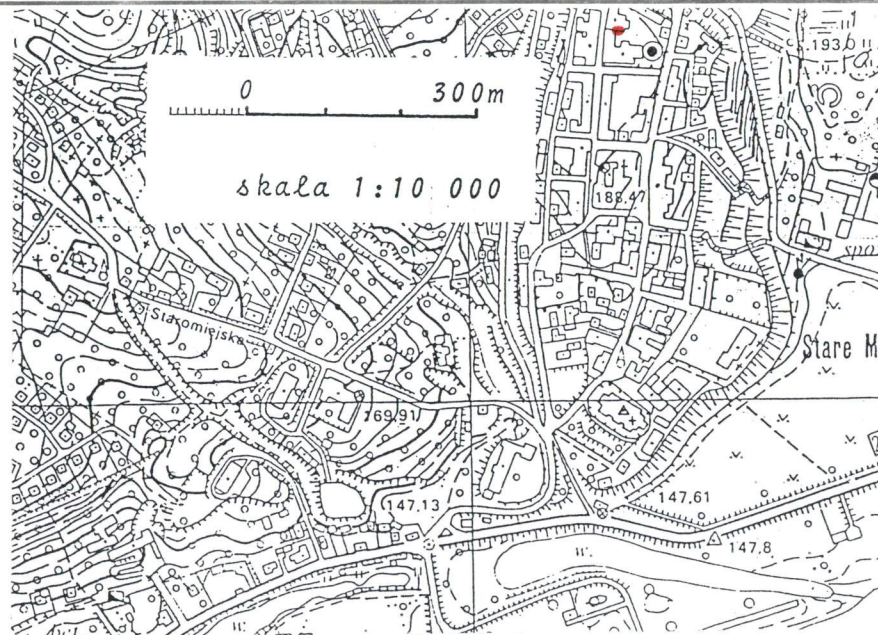 193,0
0 300m
skala 1:10 000
188.47
Staromiejska
Stare M
169,91
147.61
147.13
147.8
w.
w.